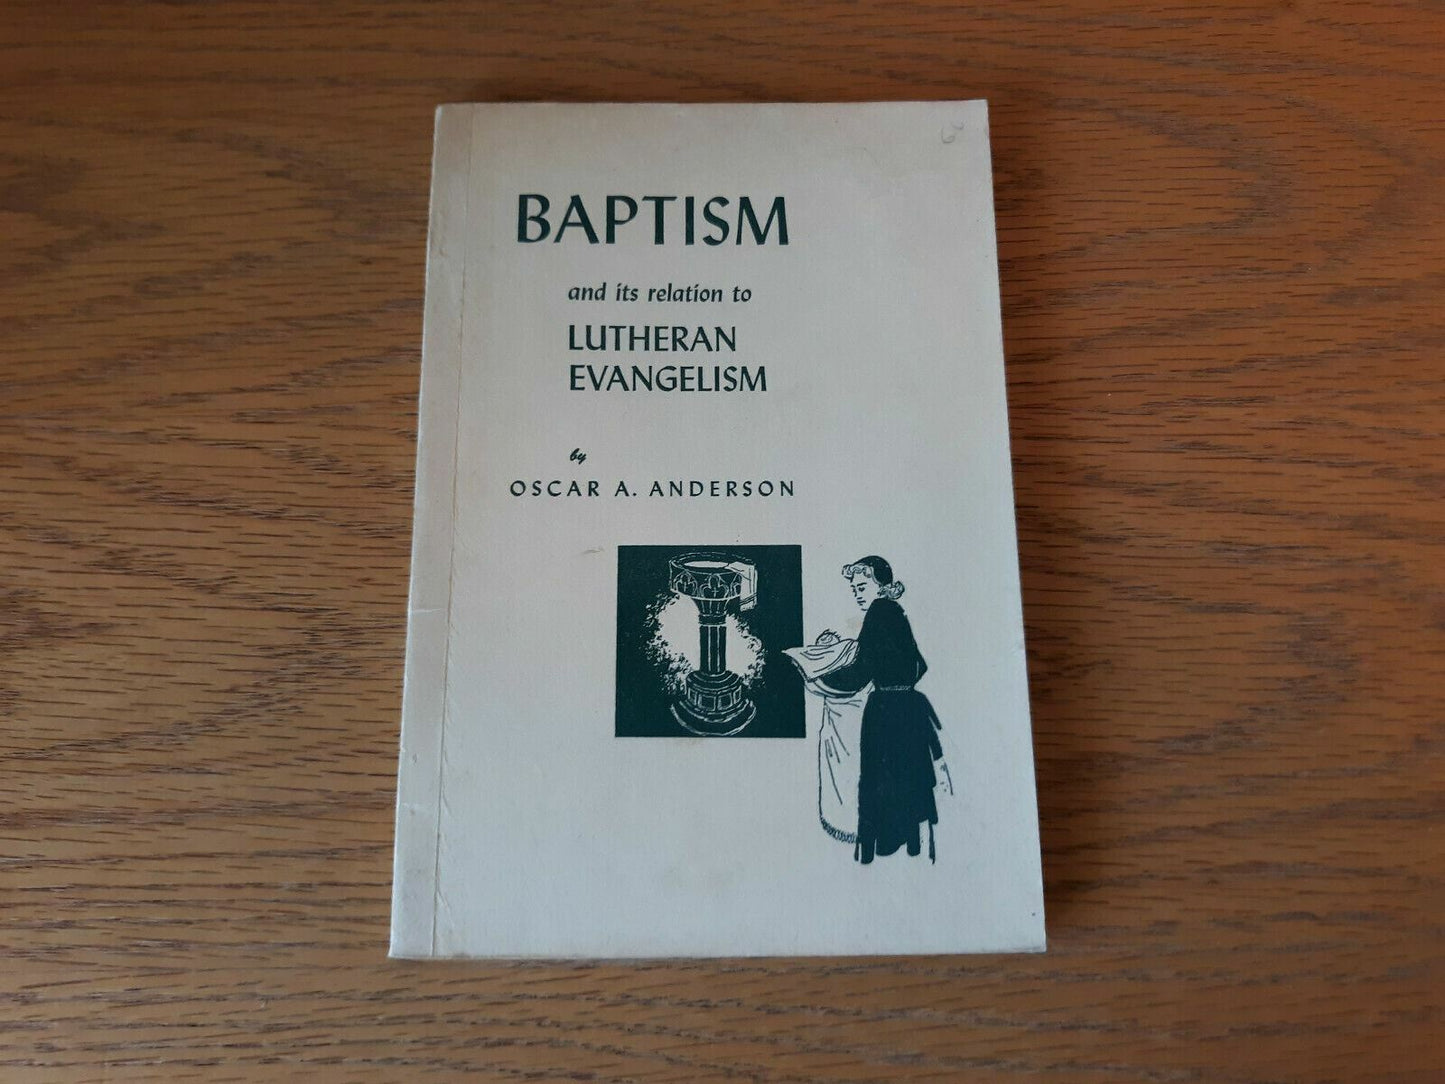 BAPTISM
and its relation to
LUTHERAN
EVANGELISM
by
OSCAR A. ANDERSON